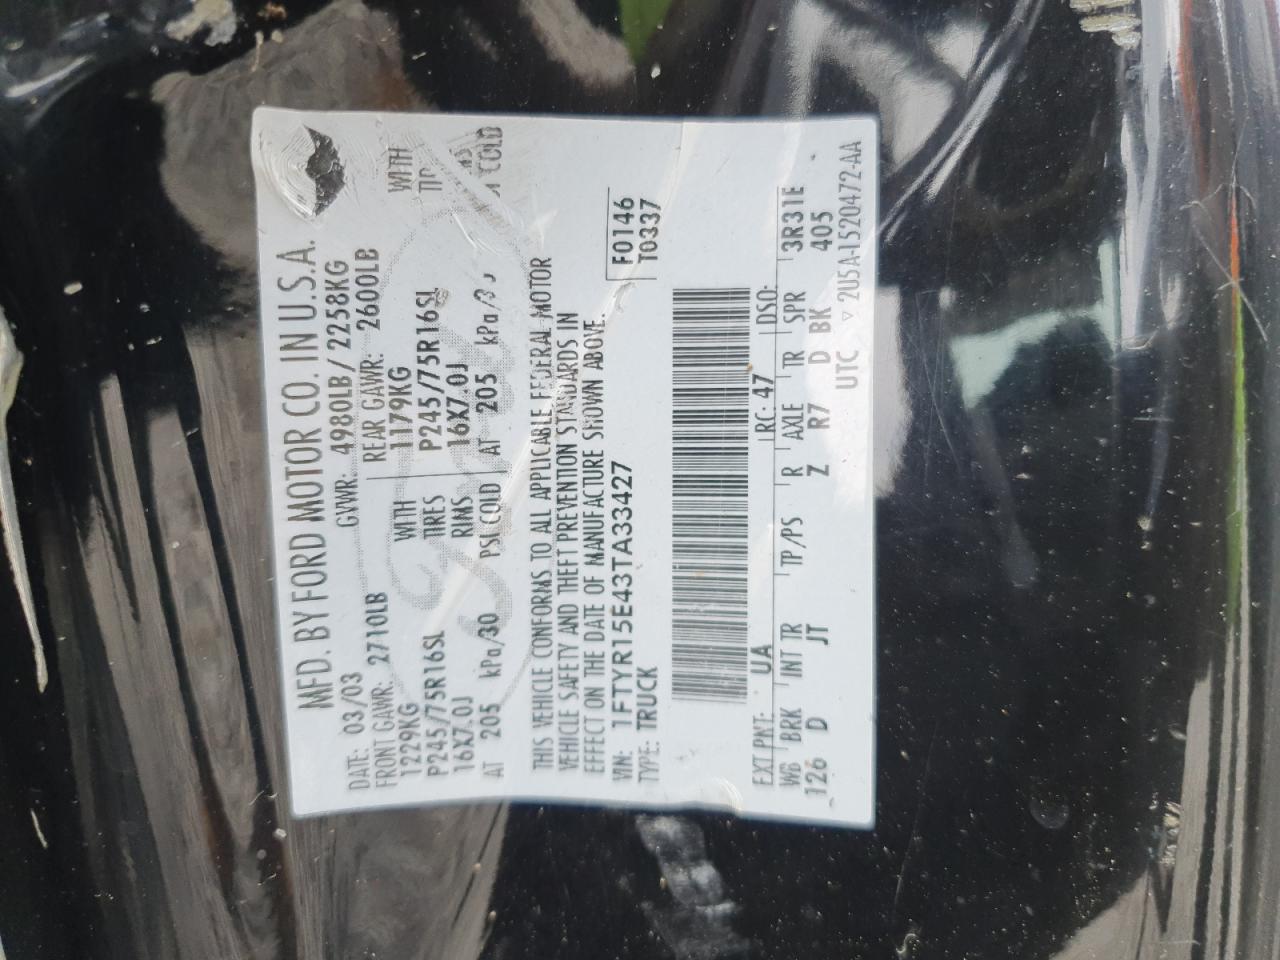 MFD. BY FORD MOTOR CO. IN U.S.A.
DATE: 03/03 GVWR: 4980LB/2258KG
FRONT GAWR: 2710LB REAR GAWR: 2600LB
1229KG WITH 1179KG WITH
P245/75R16SL TIRES P245/75R16SL
16X7.0J RIMS 16X7.0J
AT 205 kPa/30 PSI COLD AT 205 kPa/ COLD
THIS VEHICLE CONFORMS TO ALL APPLICABLE FEDERAL MOTOR
VEHICLE SAFETY AND THEFT PREVENTION STANDARDS IN
EFFECT ON THE DATE OF MANUFACTURE SHOWN ABOVE.
VIN: 1FTYR15E43TA33427 F0146
TYPE: TRUCK T0337
EXT PNT: UA RC: 47 DSO:
WB BRK INT TR TP/PS R AXLE TR SPR 3R31E
126 D JT Z R7 D BK 405
UTC ▽ 2U5A-1520472-AA